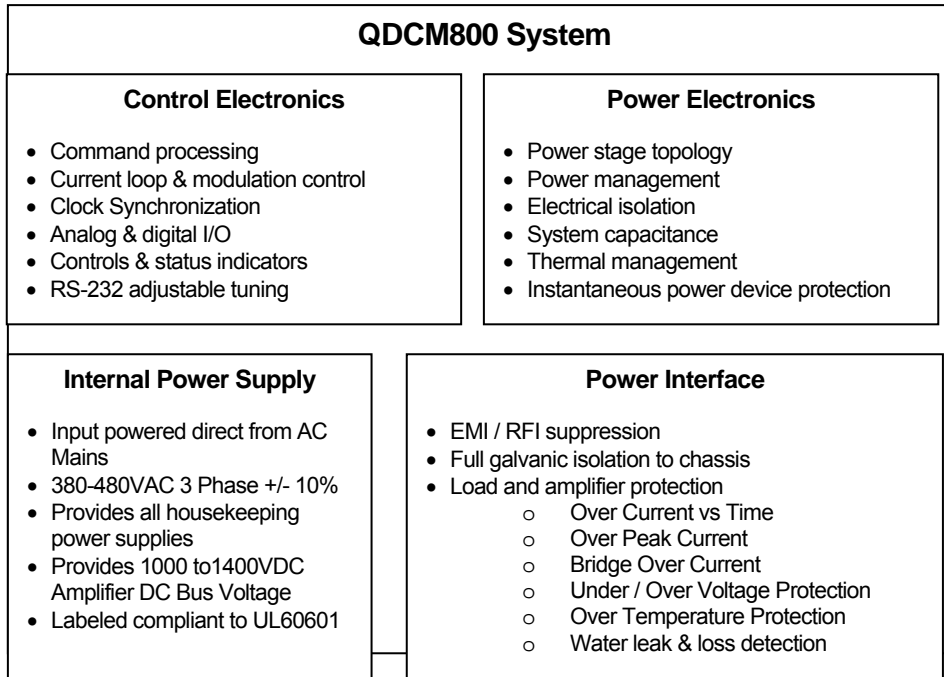 QDCM800 System
Control Electronics
• Command processing
• Current loop & modulation control
• Clock Synchronization
• Analog & digital I/O
• Controls & status indicators
• RS-232 adjustable tuning
Power Electronics
• Power stage topology
• Power management
• Electrical isolation
• System capacitance
• Thermal management
• Instantaneous power device protection
Internal Power Supply
• Input powered direct from AC
Mains
• 380-480VAC 3 Phase +/- 10%
• Provides all housekeeping
power supplies
• Provides 1000 to1400VDC
Amplifier DC Bus Voltage
• Labeled compliant to UL60601
Power Interface
• EMI / RFI suppression
• Full galvanic isolation to chassis
• Load and amplifier protection
o Over Current vs Time
o Over Peak Current
o Bridge Over Current
o Under / Over Voltage Protection
o Over Temperature Protection
o Water leak & loss detection